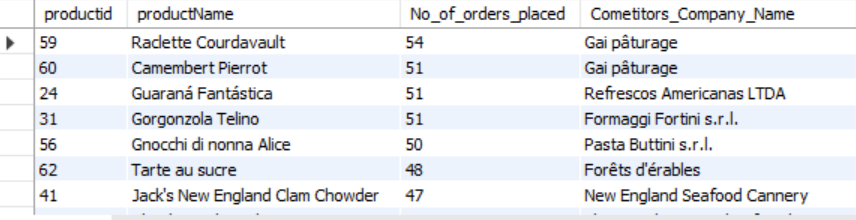 productid productName No_of_orders_placed Cometitors_Company_Name
59 Raclette Courdavault 54 Gai pâturage
60 Camembert Pierrot 51 Gai pâturage
24 Guaraná Fantástica 51 Refrescos Americanas LTDA
31 Gorgonzola Telino 51 Formaggi Fortini s.r.l.
56 Gnocchi di nonna Alice 50 Pasta Buttini s.r.l.
62 Tarte au sucre 48 Forêts d'érables
41 Jack's New England Clam Chowder 47 New England Seafood Cannery